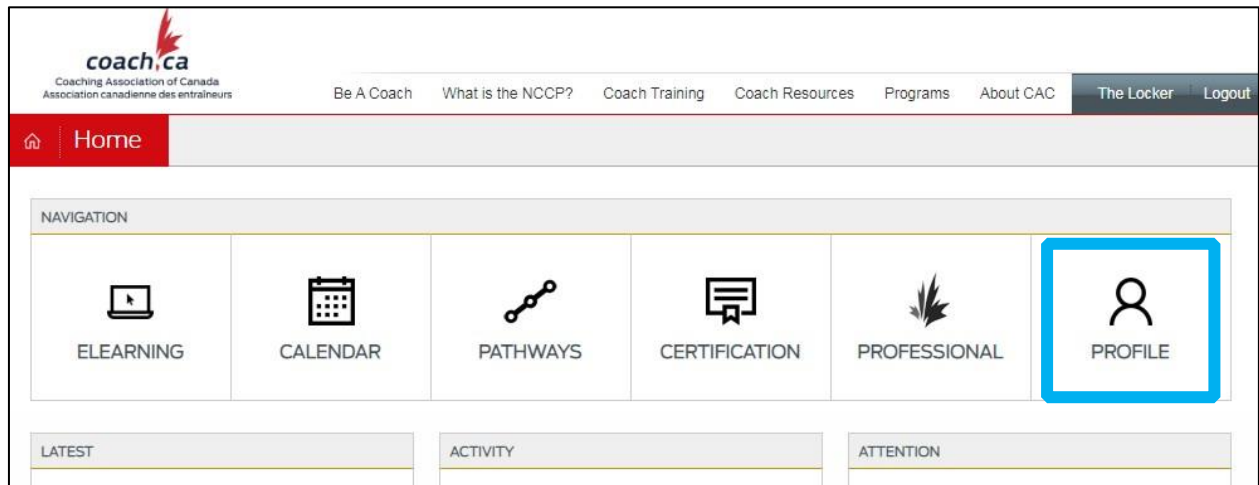 coach.ca
Coaching Association of Canada
Association canadienne des entraîneurs
Be A Coach What is the NCCP? Coach Training Coach Resources Programs About CAC The Locker Logout
Home
NAVIGATION
ELEARNING CALENDAR PATHWAYS CERTIFICATION PROFESSIONAL PROFILE
LATEST ACTIVITY ATTENTION